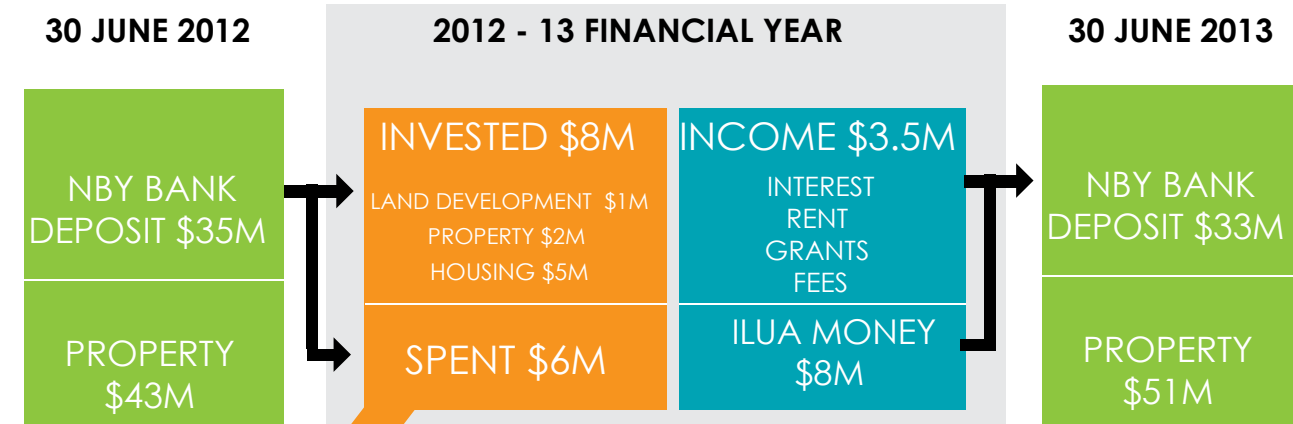 30 JUNE 2012
2012 - 13 FINANCIAL YEAR
30 JUNE 2013
NBY BANK
DEPOSIT $35M
PROPERTY
$43M
INVESTED $8M
LAND DEVELOPMENT $1M
PROPERTY $2M
HOUSING $5M
SPENT $6M
INCOME $3.5M
INTEREST
RENT
GRANTS
FEES
ILUA MONEY
$8M
NBY BANK
DEPOSIT $33M
PROPERTY
$51M